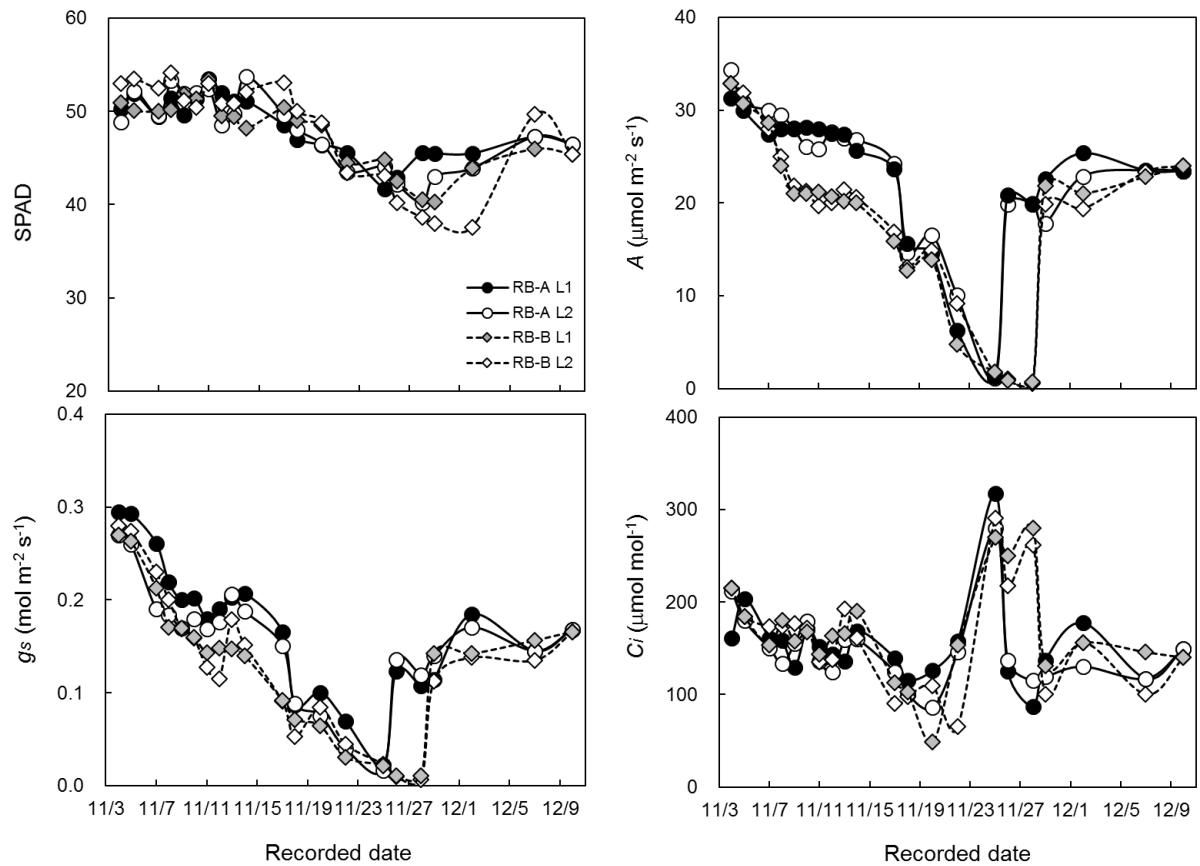 60
50
40
30
20
SPAD
RB-A L1
RB-A L2
RB-B L1
RB-B L2
40
30
20
10
0
A (μmol m⁻² s⁻¹)
0.4
0.3
0.2
0.1
0.0
gs (mol m⁻² s⁻¹)
11/3 11/7 11/11 11/15 11/19 11/23 11/27 12/1 12/5 12/9
Recorded date
400
300
200
100
0
Ci (μmol mol⁻¹)
11/3 11/7 11/11 11/15 11/19 11/23 11/27 12/1 12/5 12/9
Recorded date